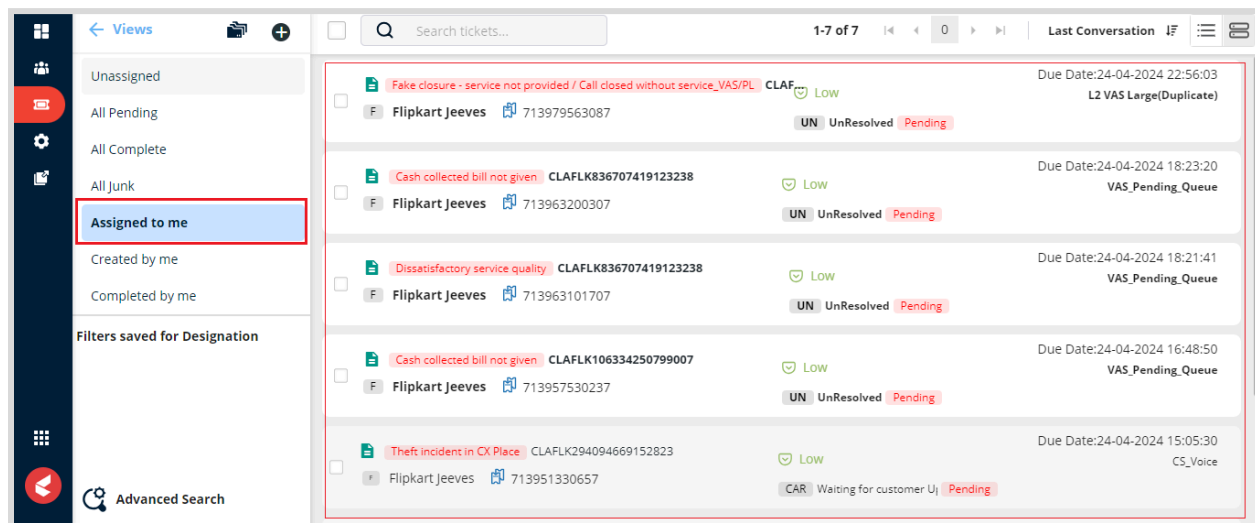 Views
Search tickets...
1-7 of 7
0
Last Conversation
Unassigned
All Pending
All Complete
All Junk
Assigned to me
Created by me
Completed by me
Filters saved for Designation
Advanced Search
Fake closure - service not provided / Call closed without service_VAS/PL CLAF...
Low
Due Date:24-04-2024 22:56:03
L2 VAS Large(Duplicate)
F Flipkart Jeeves 713979563087
UN UnResolved Pending
Cash collected bill not given CLAFLK836707419123238
Low
Due Date:24-04-2024 18:23:20
VAS_Pending_Queue
F Flipkart Jeeves 713963200307
UN UnResolved Pending
Dissatisfactory service quality CLAFLK836707419123238
Low
Due Date:24-04-2024 18:21:41
VAS_Pending_Queue
F Flipkart Jeeves 713963101707
UN UnResolved Pending
Cash collected bill not given CLAFLK106334250799007
Low
Due Date:24-04-2024 16:48:50
VAS_Pending_Queue
F Flipkart Jeeves 713957530237
UN UnResolved Pending
Theft incident in CX Place CLAFLK294094669152823
Low
Due Date:24-04-2024 15:05:30
CS_Voice
F Flipkart Jeeves 713951330657
CAR Waiting for customer Pending